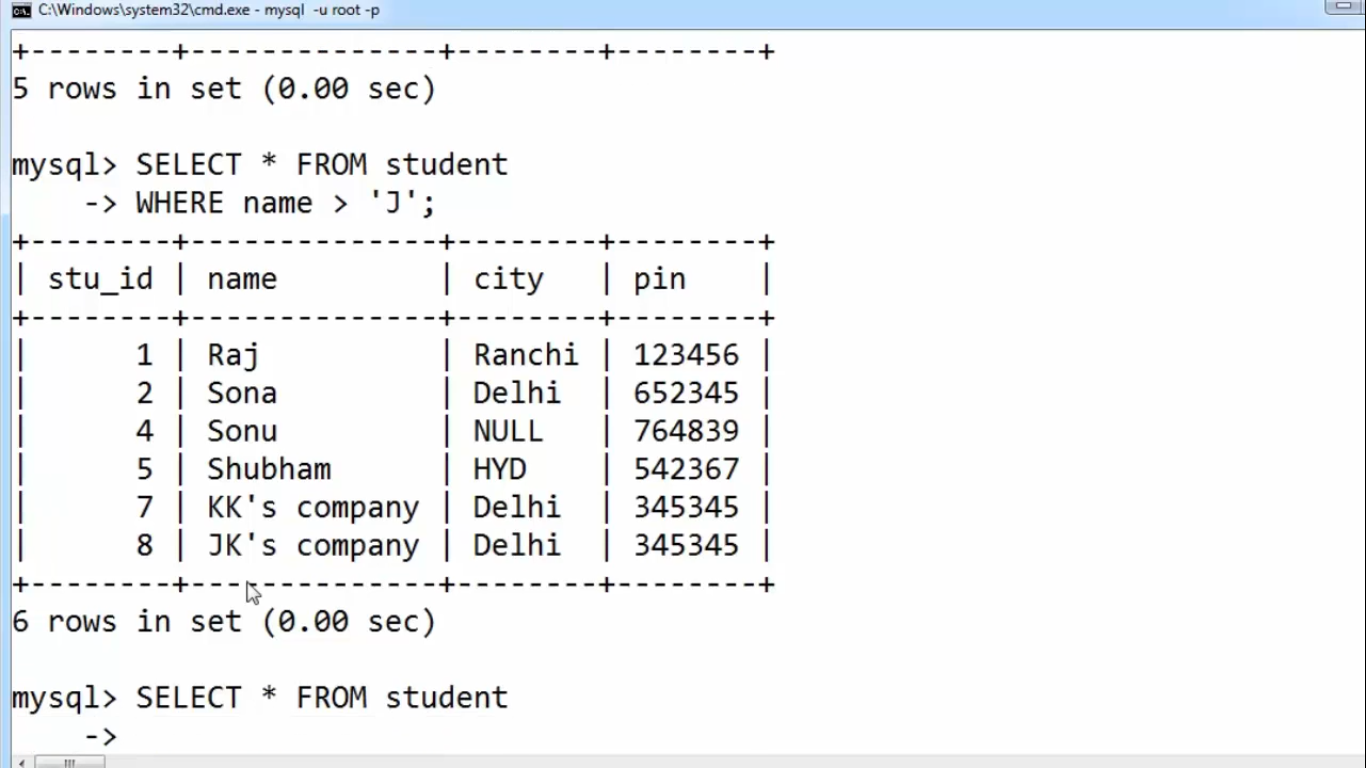 C:\Windows\system32\cmd.exe - mysql  -u root -p
+--------+--------------+--------+--------+
5 rows in set (0.00 sec)
mysql> SELECT * FROM student
    -> WHERE name > 'J';
+--------+--------------+--------+--------+
| stu_id | name         | city   | pin    |
+--------+--------------+--------+--------+
|      1 | Raj          | Ranchi | 123456 |
|      2 | Sona         | Delhi  | 652345 |
|      4 | Sonu         | NULL   | 764839 |
|      5 | Shubham      | HYD    | 542367 |
|      7 | KK's company | Delhi  | 345345 |
|      8 | JK's company | Delhi  | 345345 |
+--------+--------------+--------+--------+
6 rows in set (0.00 sec)
mysql> SELECT * FROM student
    ->